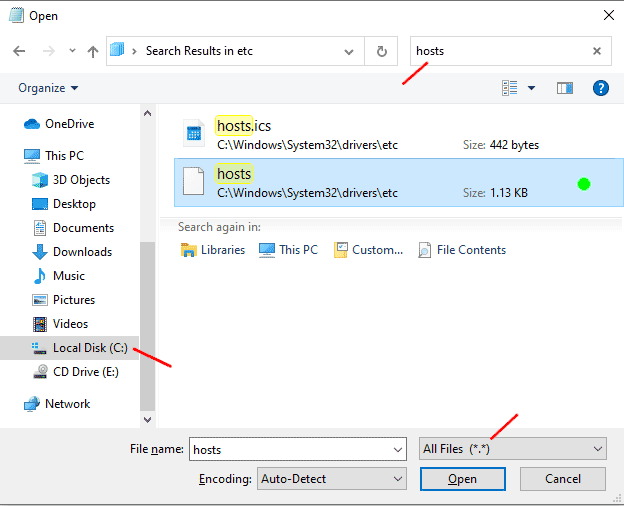 Open
Search Results in etc
hosts
Organize
OneDrive
This PC
3D Objects
Desktop
Documents
Downloads
Music
Pictures
Videos
Local Disk (C:)
CD Drive (E:)
Network
hosts.ics
C:\Windows\System32\drivers\etc Size: 442 bytes
hosts
C:\Windows\System32\drivers\etc Size: 1.13 KB
Search again in:
Libraries This PC Custom... File Contents
File name: hosts All Files (*.*)
Encoding: Auto-Detect Open Cancel